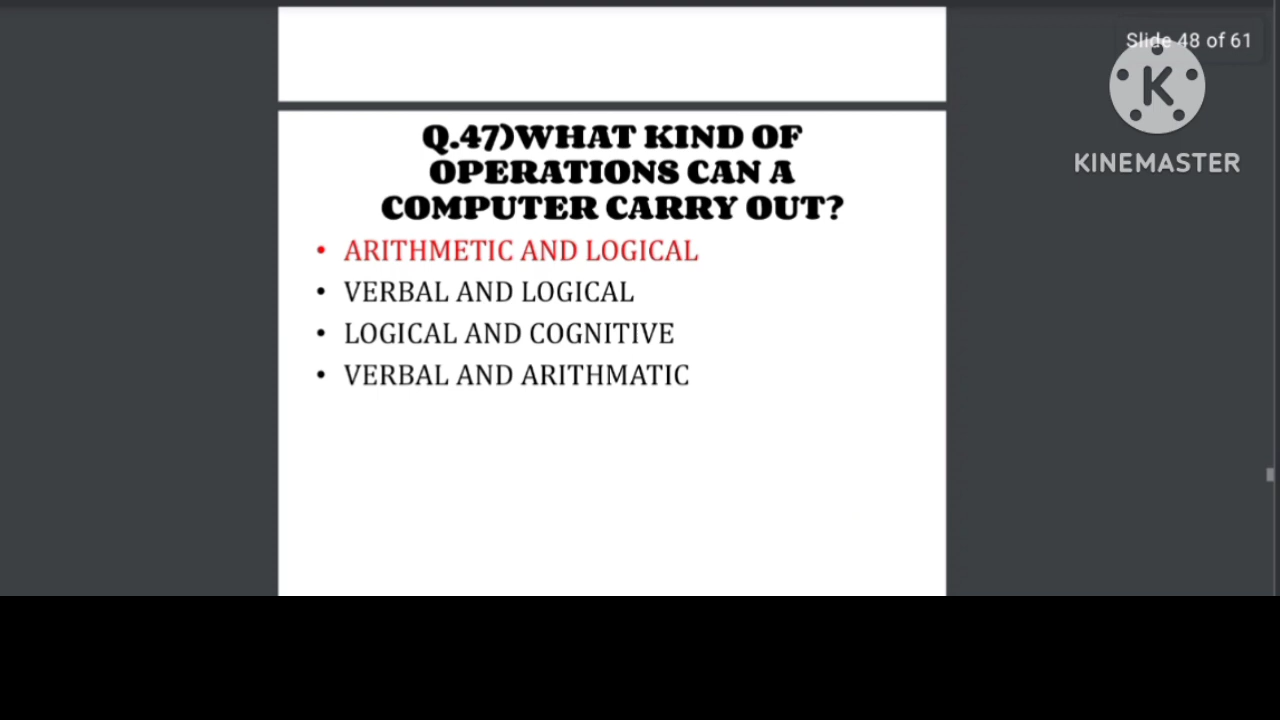 Slide 48 of 61
K
KINEMASTER
Q.47)WHAT KIND OF
OPERATIONS CAN A
COMPUTER CARRY OUT?
• ARITHMETIC AND LOGICAL
• VERBAL AND LOGICAL
• LOGICAL AND COGNITIVE
• VERBAL AND ARITHMATIC